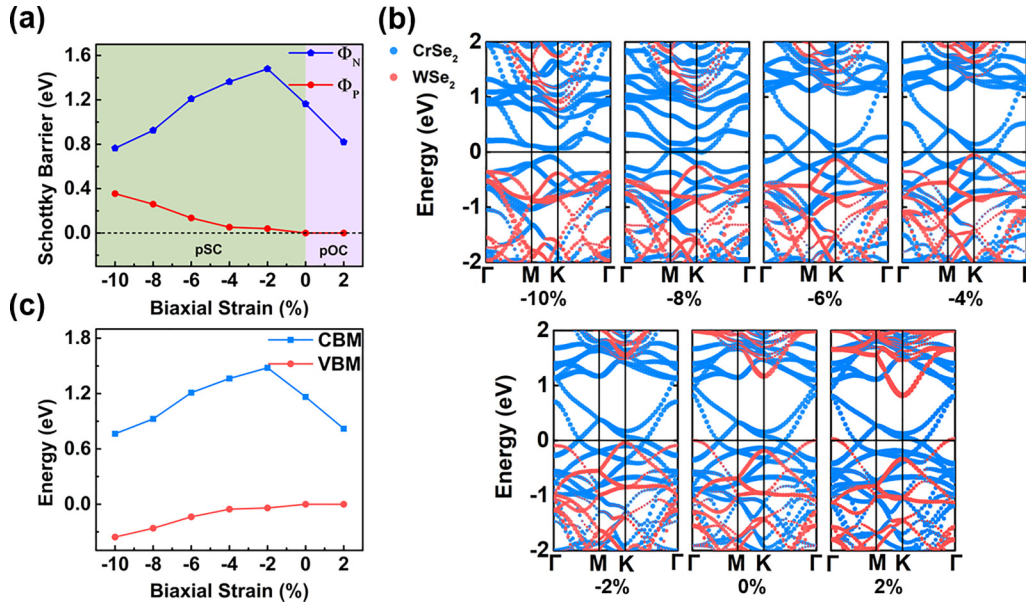 (a)
Schottky Barrier (eV)
1.6
1.2
0.8
0.4
0.0
Φ_N
Φ_P
pSC
pOC
-10 -8 -6 -4 -2 0 2
Biaxial Strain (%)
(b)
CrSe₂
WSe₂
Energy (eV)
2
1
0
-1
-2
Γ M K Γ
-10%
Γ M K Γ
-8%
Γ M K Γ
-6%
Γ M K Γ
-4%
(c)
Energy (eV)
1.8
1.2
0.6
0.0
CBM
VBM
-10 -8 -6 -4 -2 0 2
Biaxial Strain (%)
Energy (eV)
2
1
0
-1
-2
Γ M K Γ
-2%
Γ M K Γ
0%
Γ M K Γ
2%